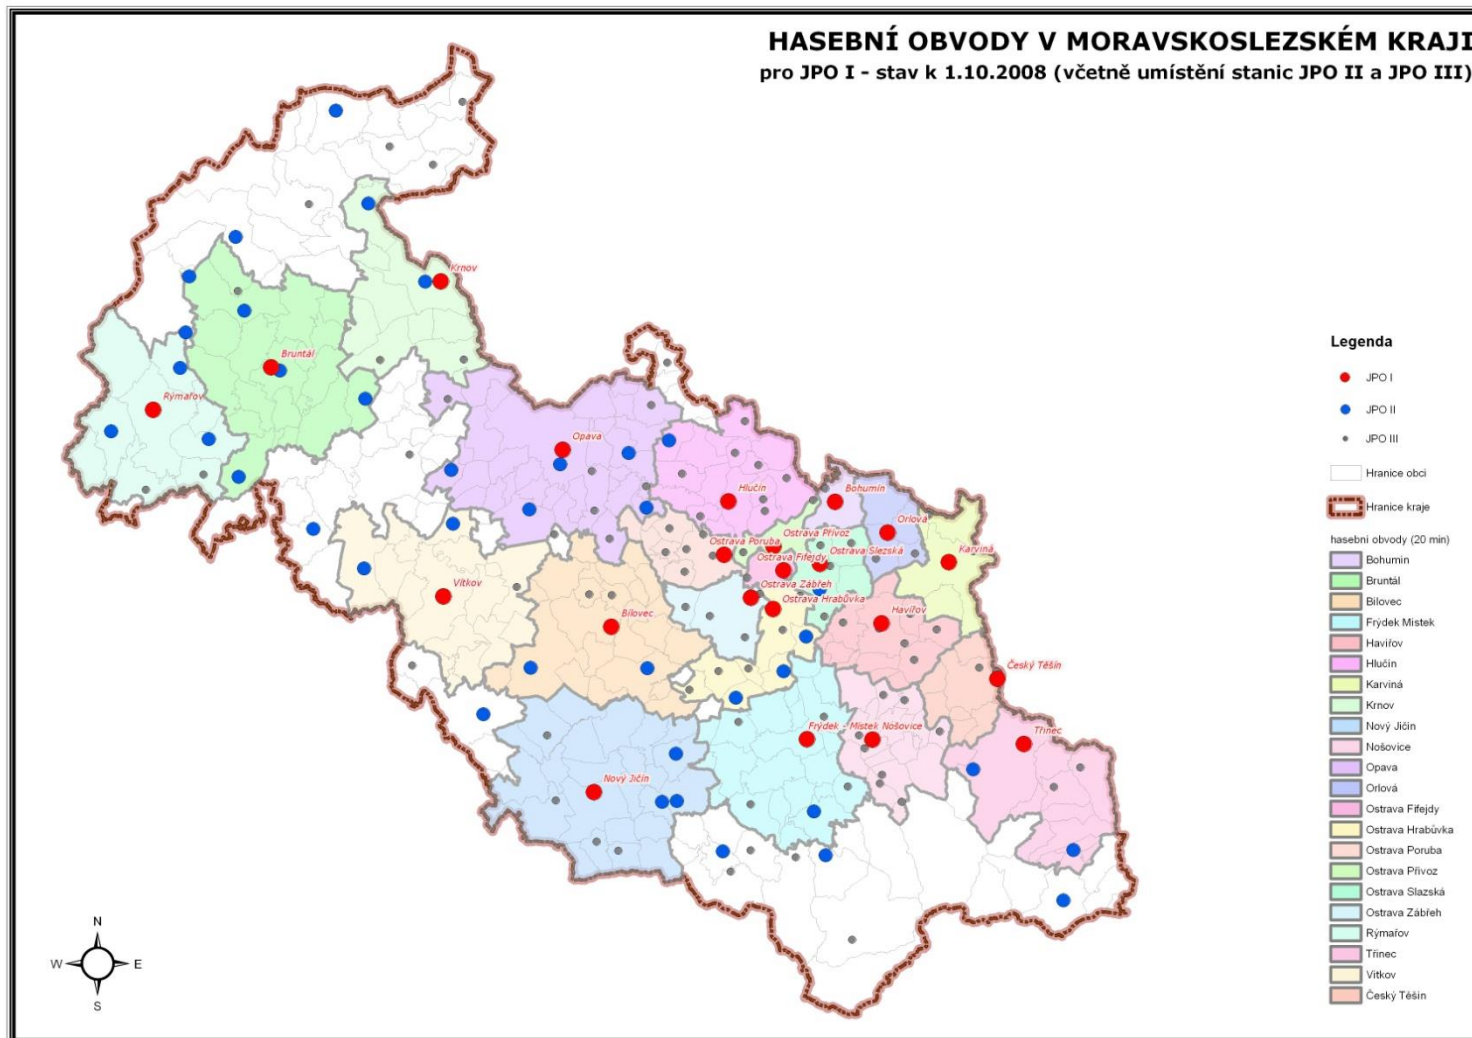 HASEBNÍ OBVODY V MORAVSKOSLEZSKÉM KRAJI
pro JPO I - stav k 1.10.2008 (včetně umístění stanic JPO II a JPO III)
Krnov
Bruntál
Rýmařov
Opava
Hlučín
Bohumín
Orlová
Ostrava Přívoz
Ostrava Poruba
Ostrava Slezská
Ostrava Fifejdy
Karviná
Ostrava Zábřeh
Ostrava Hrabůvka
Vítkov
Bílovec
Havířov
Český Těšín
Frýdek - Místek
Nošovice
Třinec
Nový Jičín
N
W
E
S
Legenda
JPO I
JPO II
JPO III
Hranice obcí
Hranice kraje
hasební obvody (20 min)
Bohumin
Bruntál
Bílovec
Frýdek Mistek
Havířov
Hlučín
Karviná
Krnov
Nový Jičín
Nošovice
Opava
Orlová
Ostrava Fifejdy
Ostrava Hrabůvka
Ostrava Poruba
Ostrava Přívoz
Ostrava Slazská
Ostrava Zábřeh
Rýmařov
Třinec
Vítkov
Český Těšín